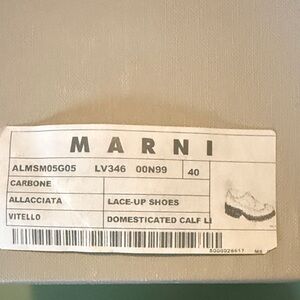 MARNI
ALMSM05G05 LV346 00N99 40
CARBONE
ALLACCIATA LACE-UP SHOES
VITELLO DOMESTICATED CALF LI